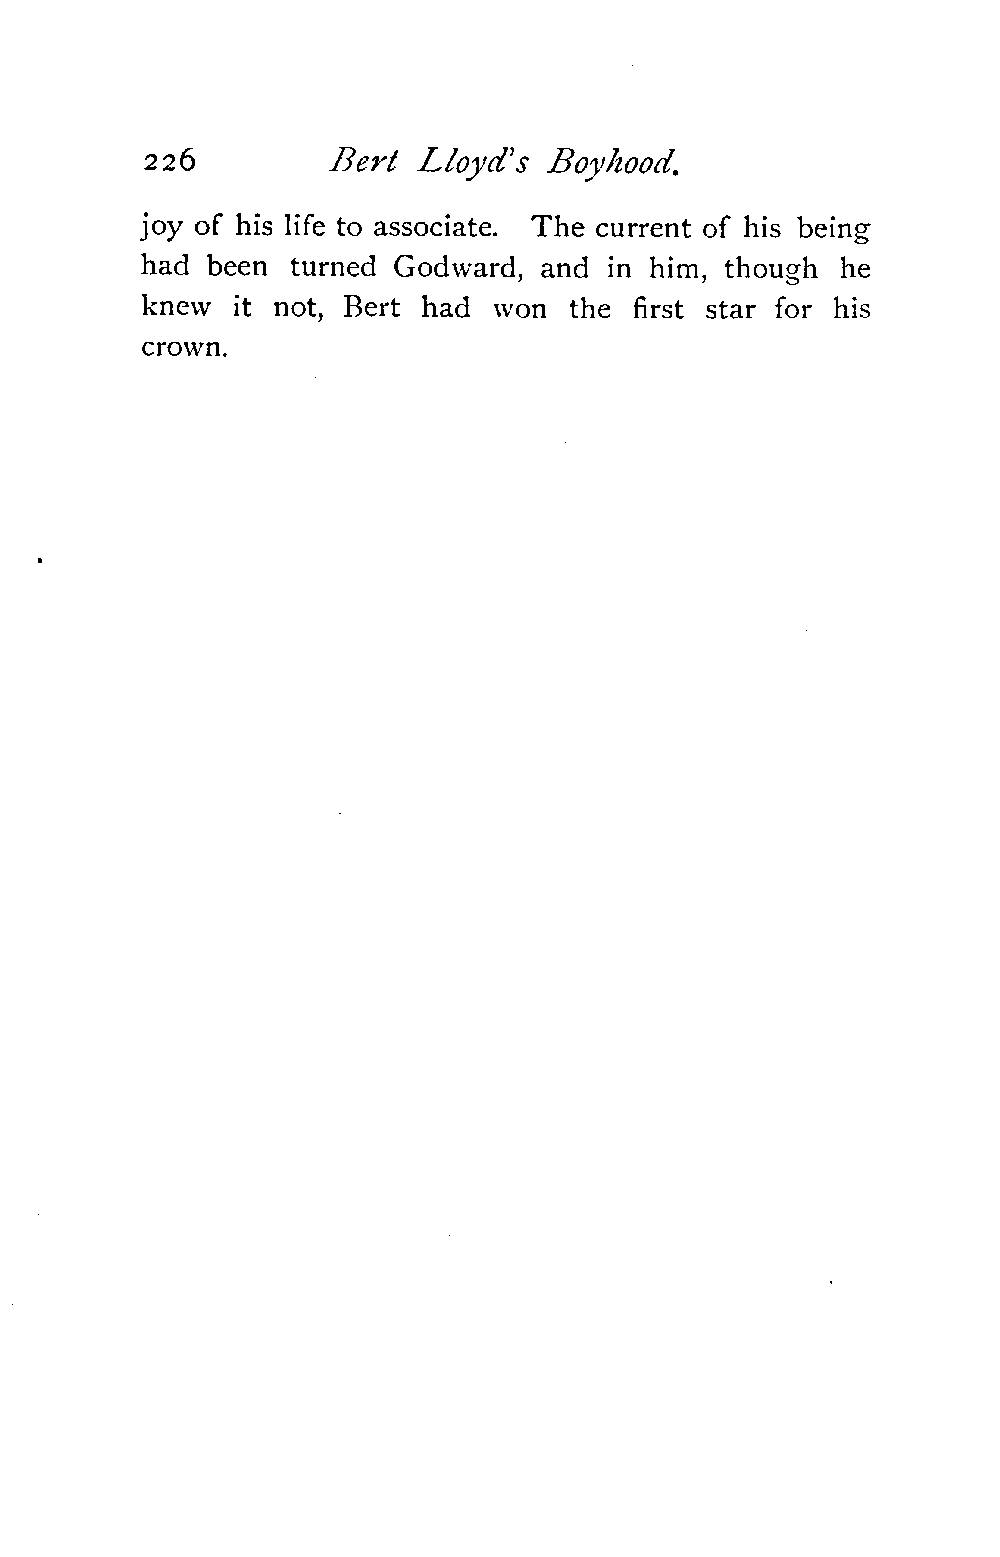 226 Bert Lloyd's Boyhood.
joy of his life to associate. The current of his being
had been turned Godward, and in him, though he
knew it not, Bert had won the first star for his
crown.